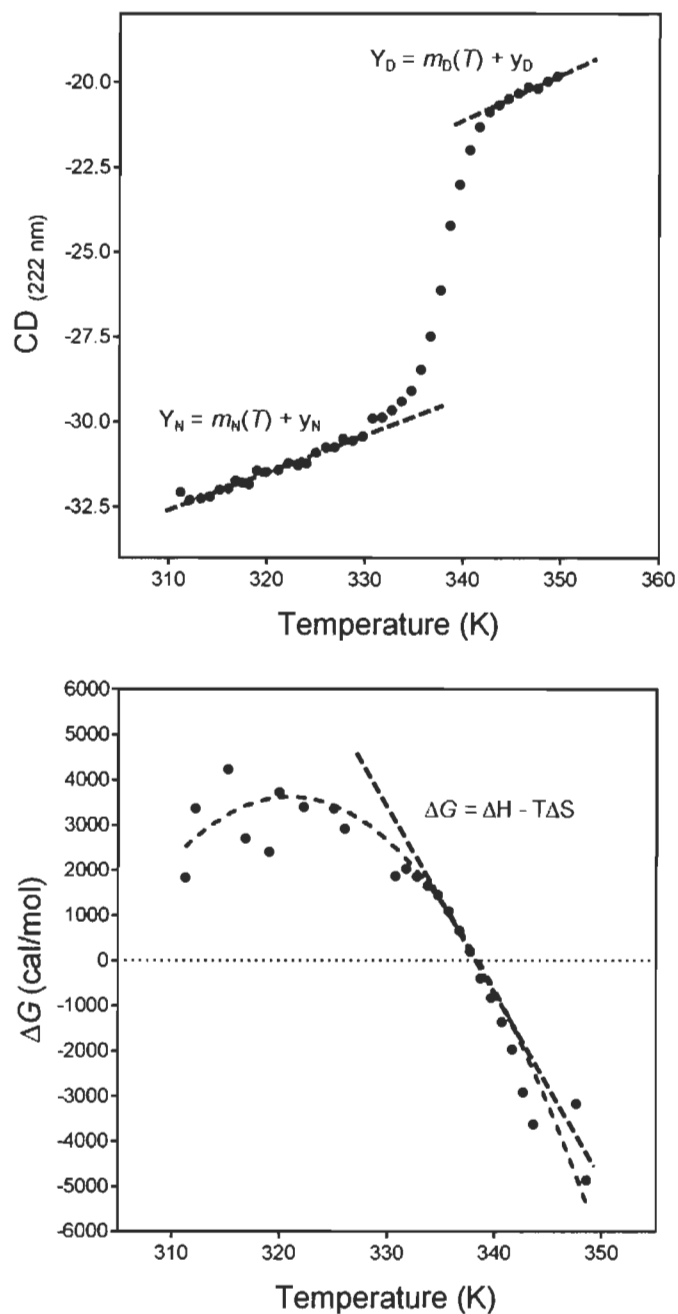 Y_D = m_D(T) + y_D
-20.0
-22.5
-25.0
-27.5
-30.0
-32.5
CD (222 nm)
Y_N = m_N(T) + y_N
310 320 330 340 350 360
Temperature (K)
6000
5000
4000
3000
2000
1000
0
-1000
-2000
-3000
-4000
-5000
-6000
ΔG (cal/mol)
ΔG = ΔH - TΔS
310 320 330 340 350
Temperature (K)